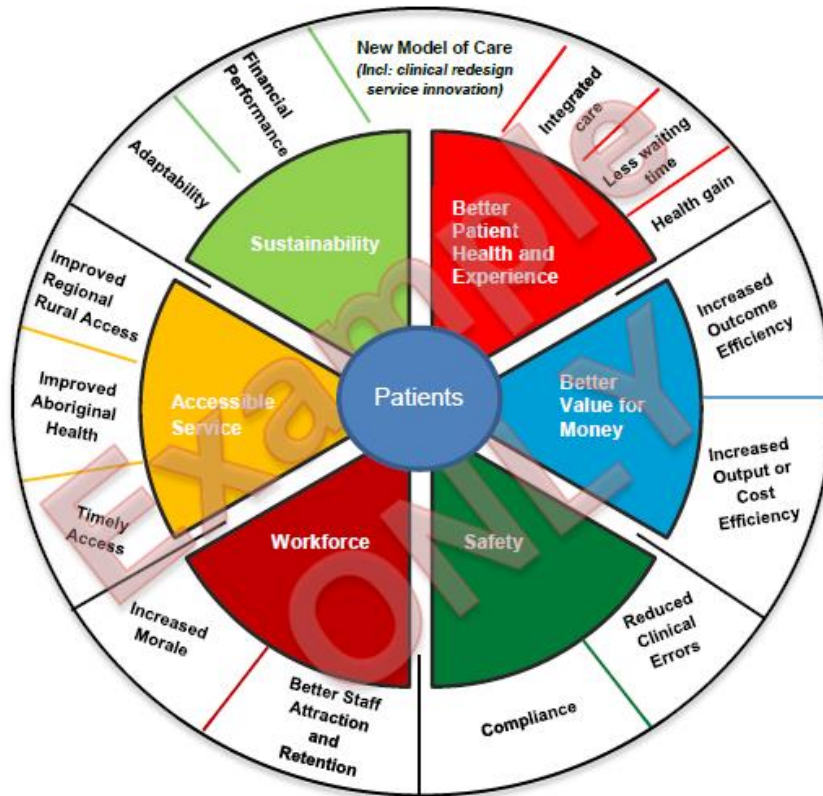 New Model of Care
(Incl: clinical redesign
service innovation)
Integrated
care
Less waiting
time
Health gain
Increased
Outcome
Efficiency
Increased
Output or
Cost
Efficiency
Reduced
Clinical
Errors
Compliance
Better Staff
Attraction
and
Retention
Increased
Morale
Timely
Access
Improved
Aboriginal
Health
Improved
Regional
Rural Access
Adaptability
Financial
Performance
Sustainability
Better
Patient
Health and
Experience
Better
Value for
Money
Safety
Workforce
Accessible
Service
Patients
Example
ONLY